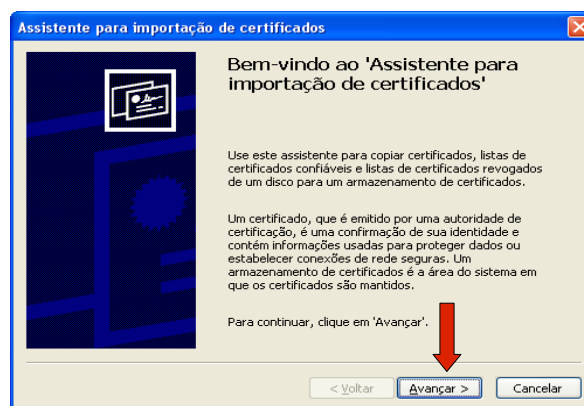 Assistente para importação de certificados
Bem-vindo ao 'Assistente para
importação de certificados'
Use este assistente para copiar certificados, listas de
certificados confiáveis e listas de certificados revogados
de um disco para um armazenamento de certificados.
Um certificado, que é emitido por uma autoridade de
certificação, é uma confirmação de sua identidade e
contém informações usadas para proteger dados ou
estabelecer conexões de rede seguras. Um
armazenamento de certificados é a área do sistema em
que os certificados são mantidos.
Para continuar, clique em 'Avançar'.
< Voltar Avançar > Cancelar